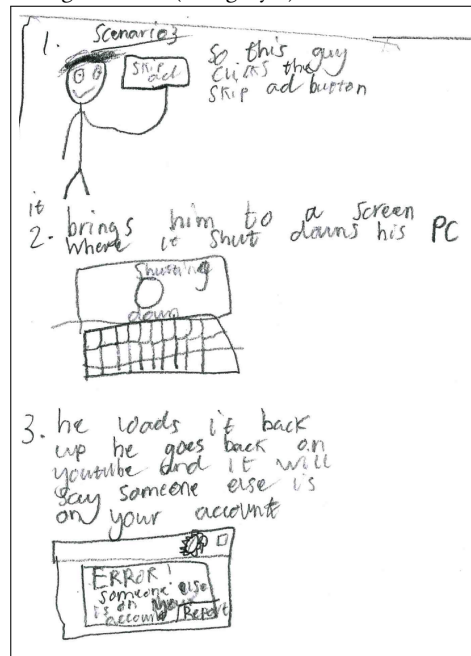 1. Scenario 3
Skip
ad
so this guy
clicks the
skip ad button
it
2. brings him to a screen
where it shut downs his PC
Shutting
down
3. he loads it back
up he goes back on
youtube and it will
say someone else is
on your account
ERROR!
someone else
is on your
account
Report